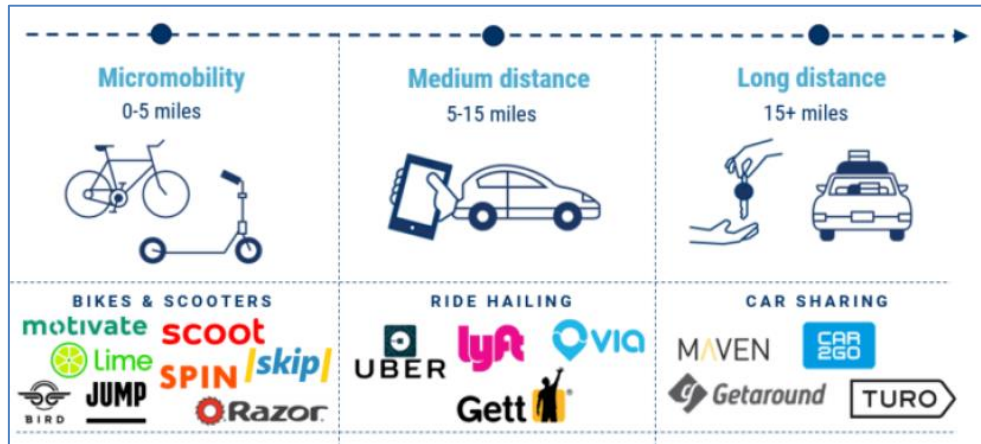 Micromobility
0-5 miles
Medium distance
5-15 miles
Long distance
15+ miles
BIKES & SCOOTERS
motivate
scoot
Lime
SPIN
/skip/
BIRD
JUMP
Razor
RIDE HAILING
UBER
lyft
VIA
Gett
CAR SHARING
MAVEN
CAR2GO
Getaround
TURO